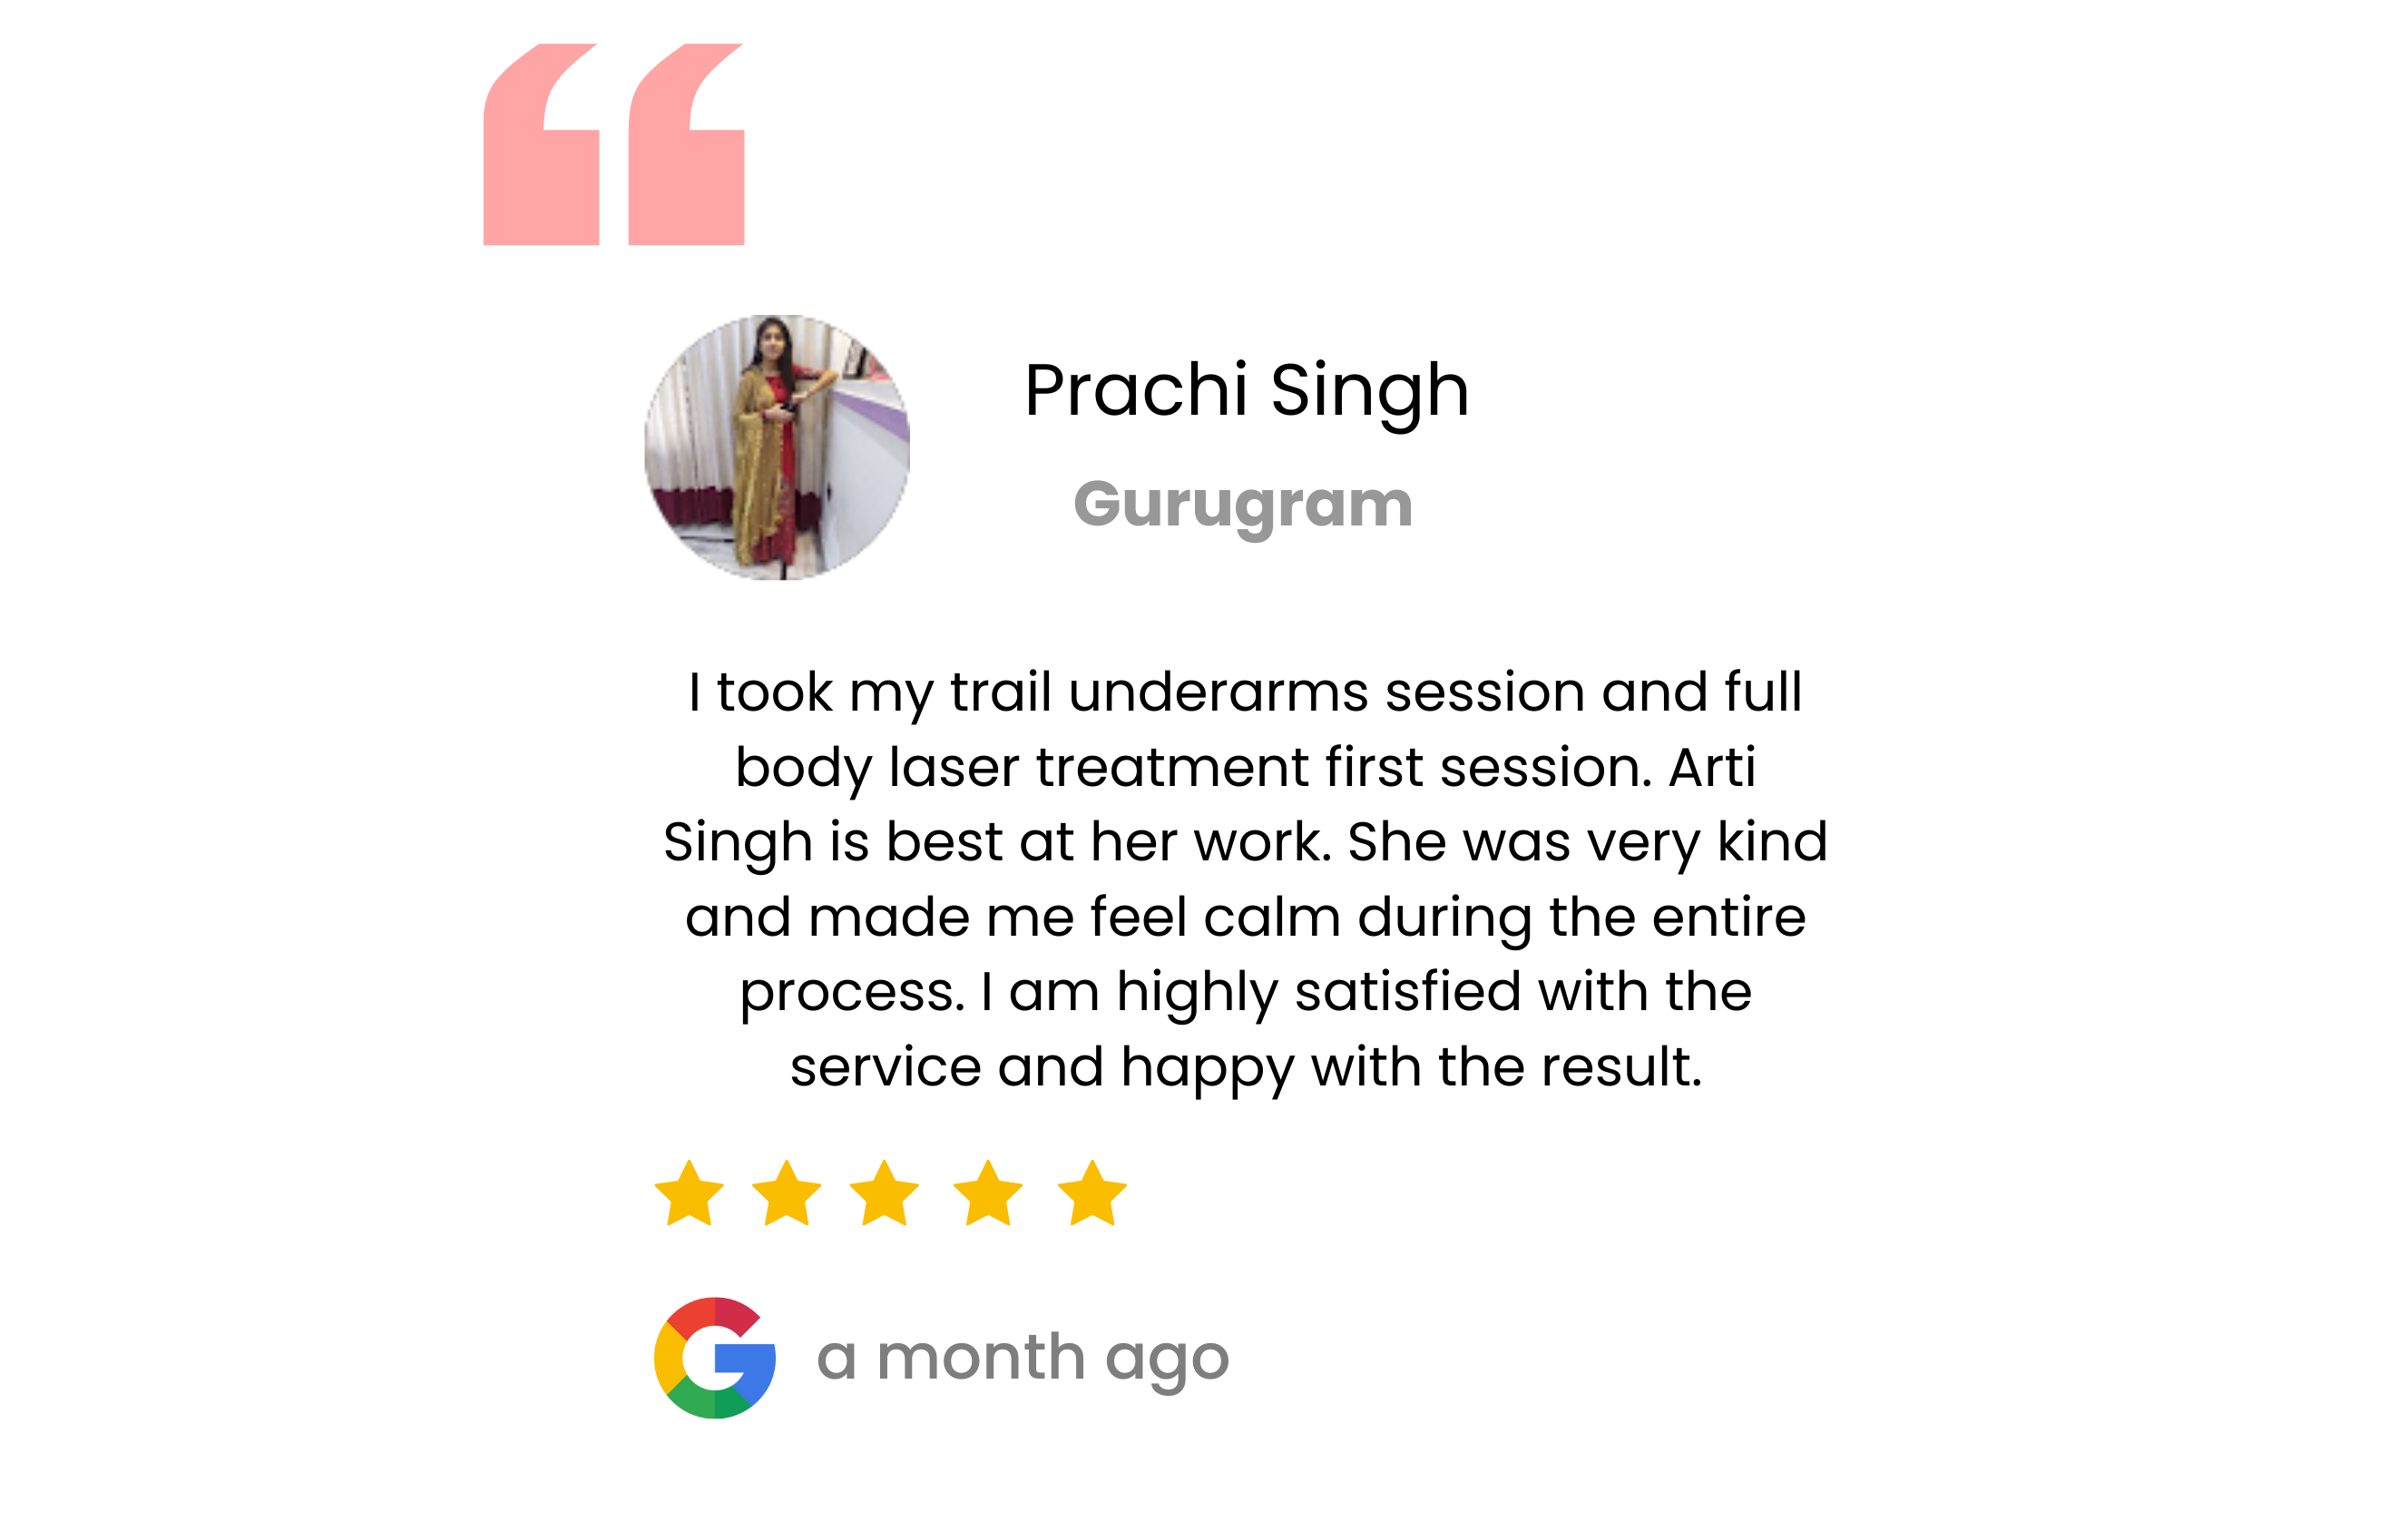 Prachi Singh
Gurugram
I took my trail underarms session and full
body laser treatment first session. Arti
Singh is best at her work. She was very kind
and made me feel calm during the entire
process. I am highly satisfied with the
service and happy with the result.
a month ago